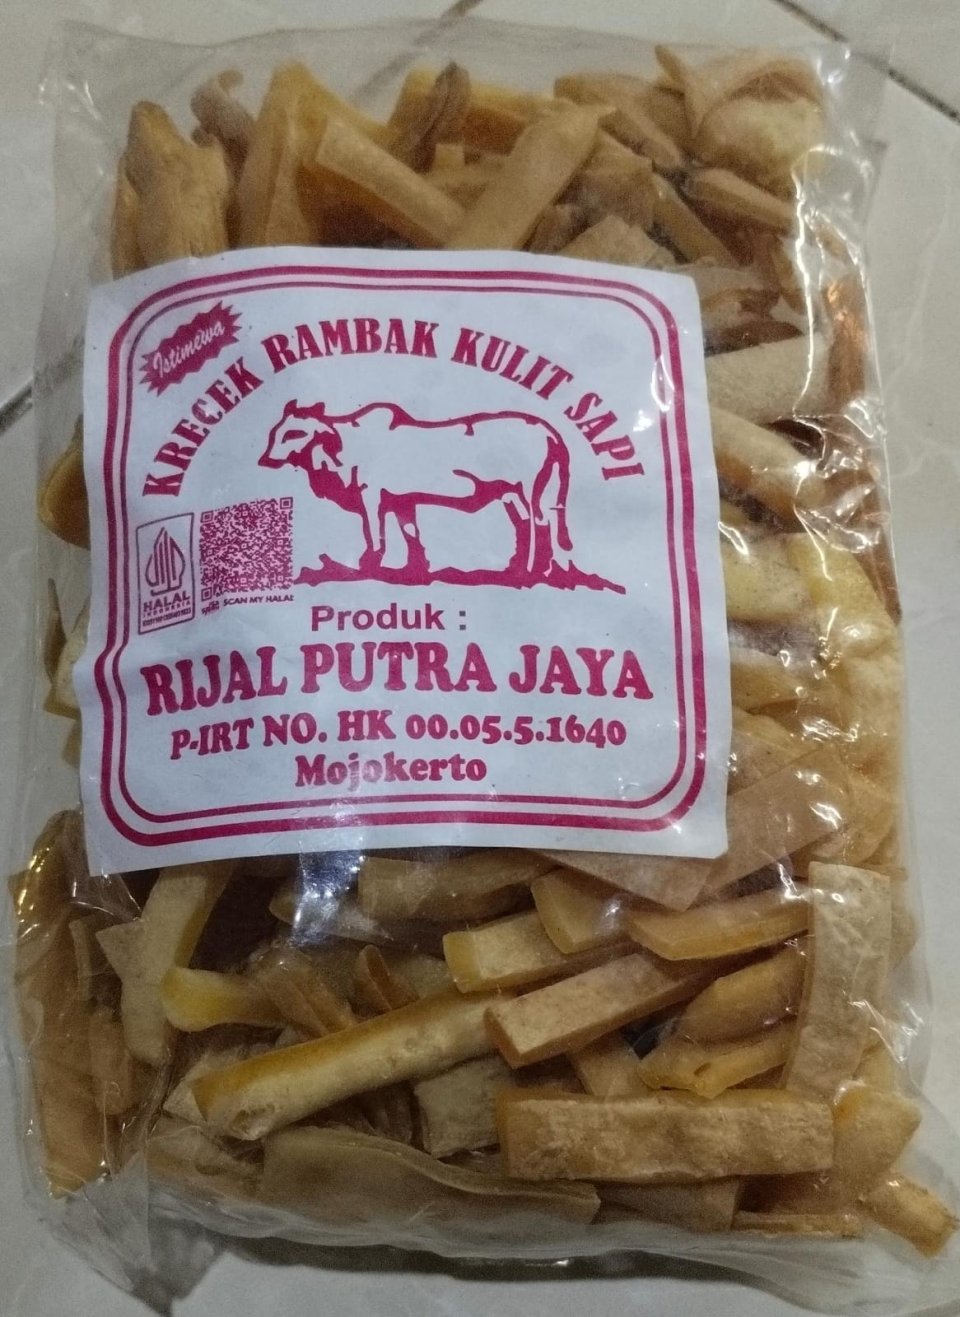 Istimewa
KRECEK RAMBAK KULIT SAPI
HALAL
INDONESIA
SCAN MY HALAL
Produk :
RIJAL PUTRA JAYA
P-IRT NO. HK 00.05.5.1640
Mojokerto